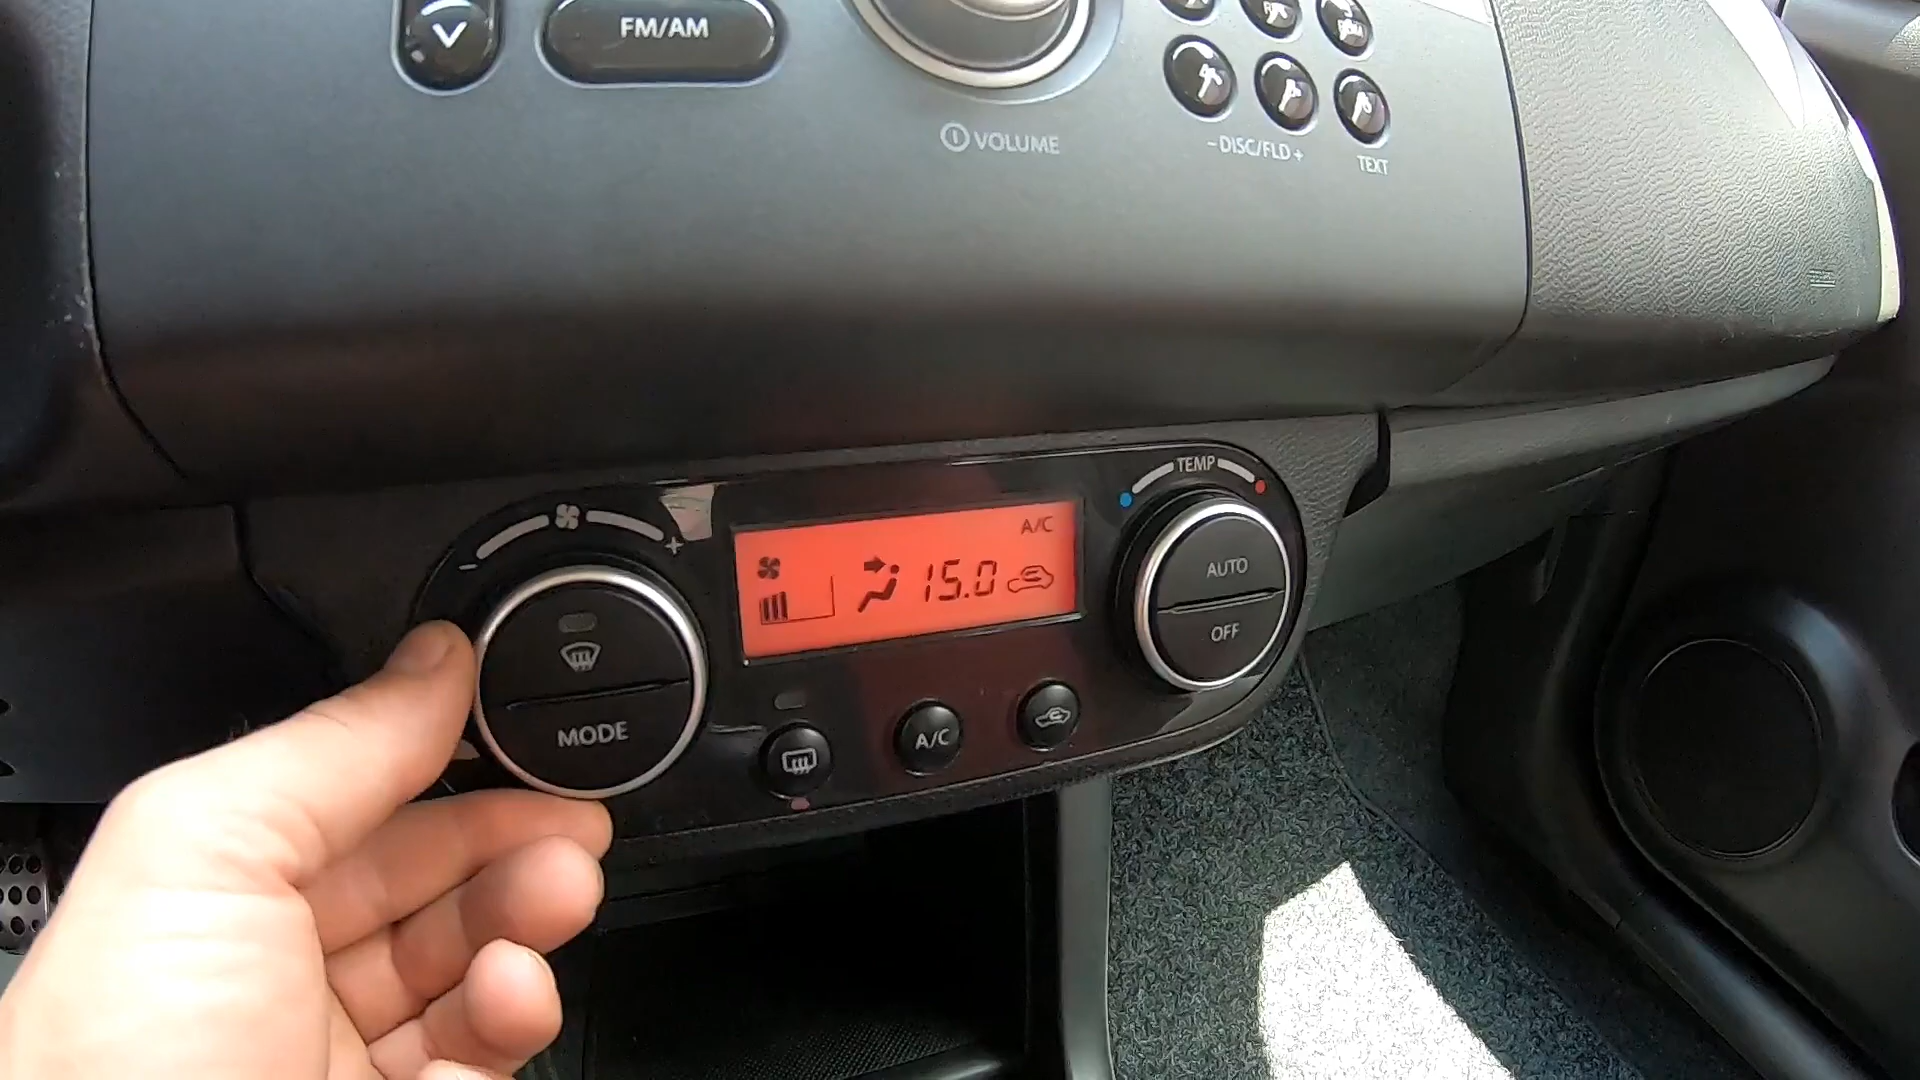 FM/AM
VOLUME
-DISC/FLD+
TEXT
TEMP
- +
A/C
15.0
AUTO
OFF
MODE
A/C